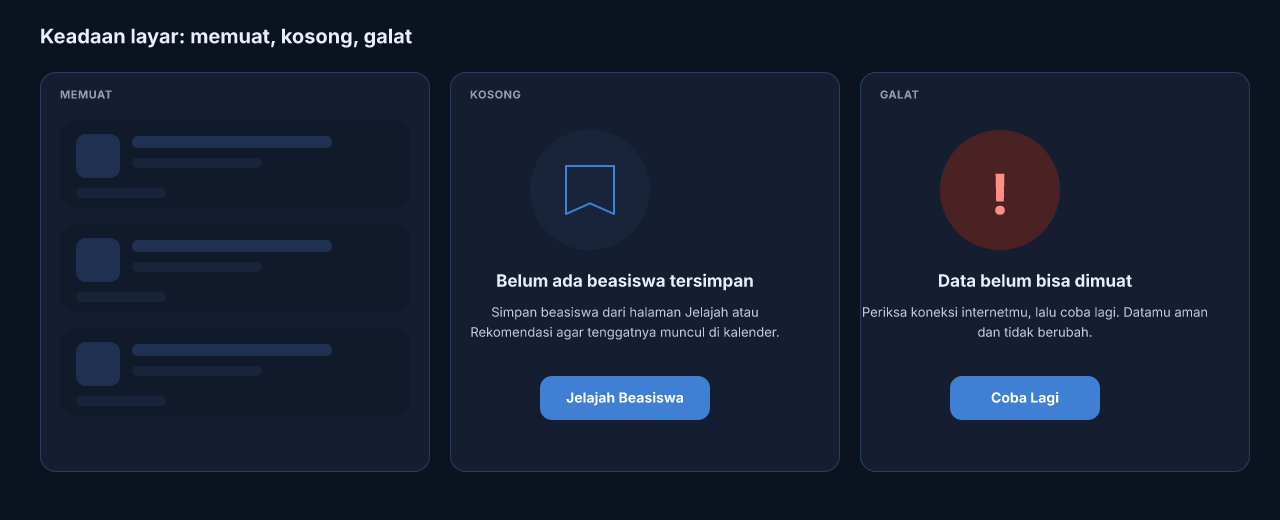 Keadaan layar: memuat, kosong, galat
MEMUAT
KOSONG
Belum ada beasiswa tersimpan
Simpan beasiswa dari halaman Jelajah atau
Rekomendasi agar tenggatnya muncul di kalender.
Jelajah Beasiswa
GALAT
!
Data belum bisa dimuat
Periksa koneksi internetmu, lalu coba lagi. Datamu aman
dan tidak berubah.
Coba Lagi